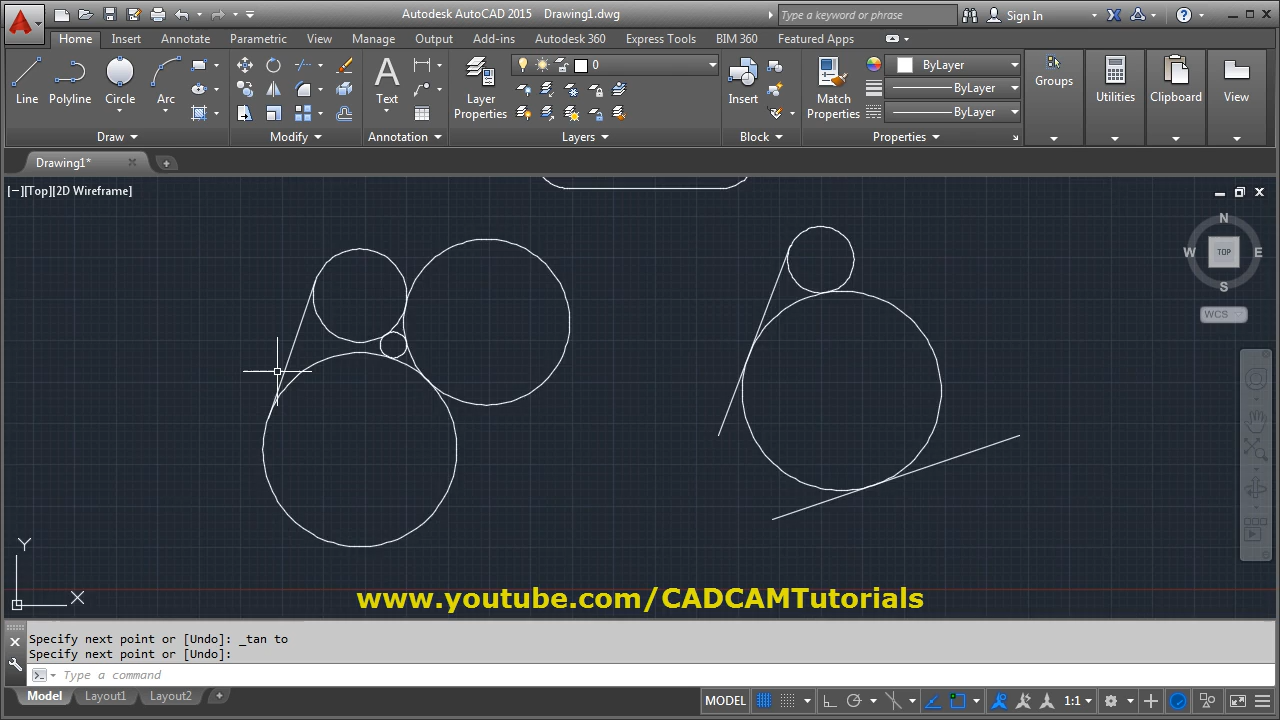 Autodesk AutoCAD 2015 Drawing1.dwg
Type a keyword or phrase
Sign In
Home Insert Annotate Parametric View Manage Output Add-ins Autodesk 360 Express Tools BIM 360 Featured Apps
Line Polyline Circle Arc
Text
Layer
Properties
0
Insert
Match
Properties
ByLayer
ByLayer
ByLayer
Groups
Utilities
Clipboard
View
Draw Modify Annotation Layers Block Properties
Drawing1*
[−][Top][2D Wireframe]
N
W TOP E
S
WCS
Y
X
www.youtube.com/CADCAMTutorials
Specify next point or [Undo]: _tan to
Specify next point or [Undo]:
Type a command
Model Layout1 Layout2
MODEL
1:1